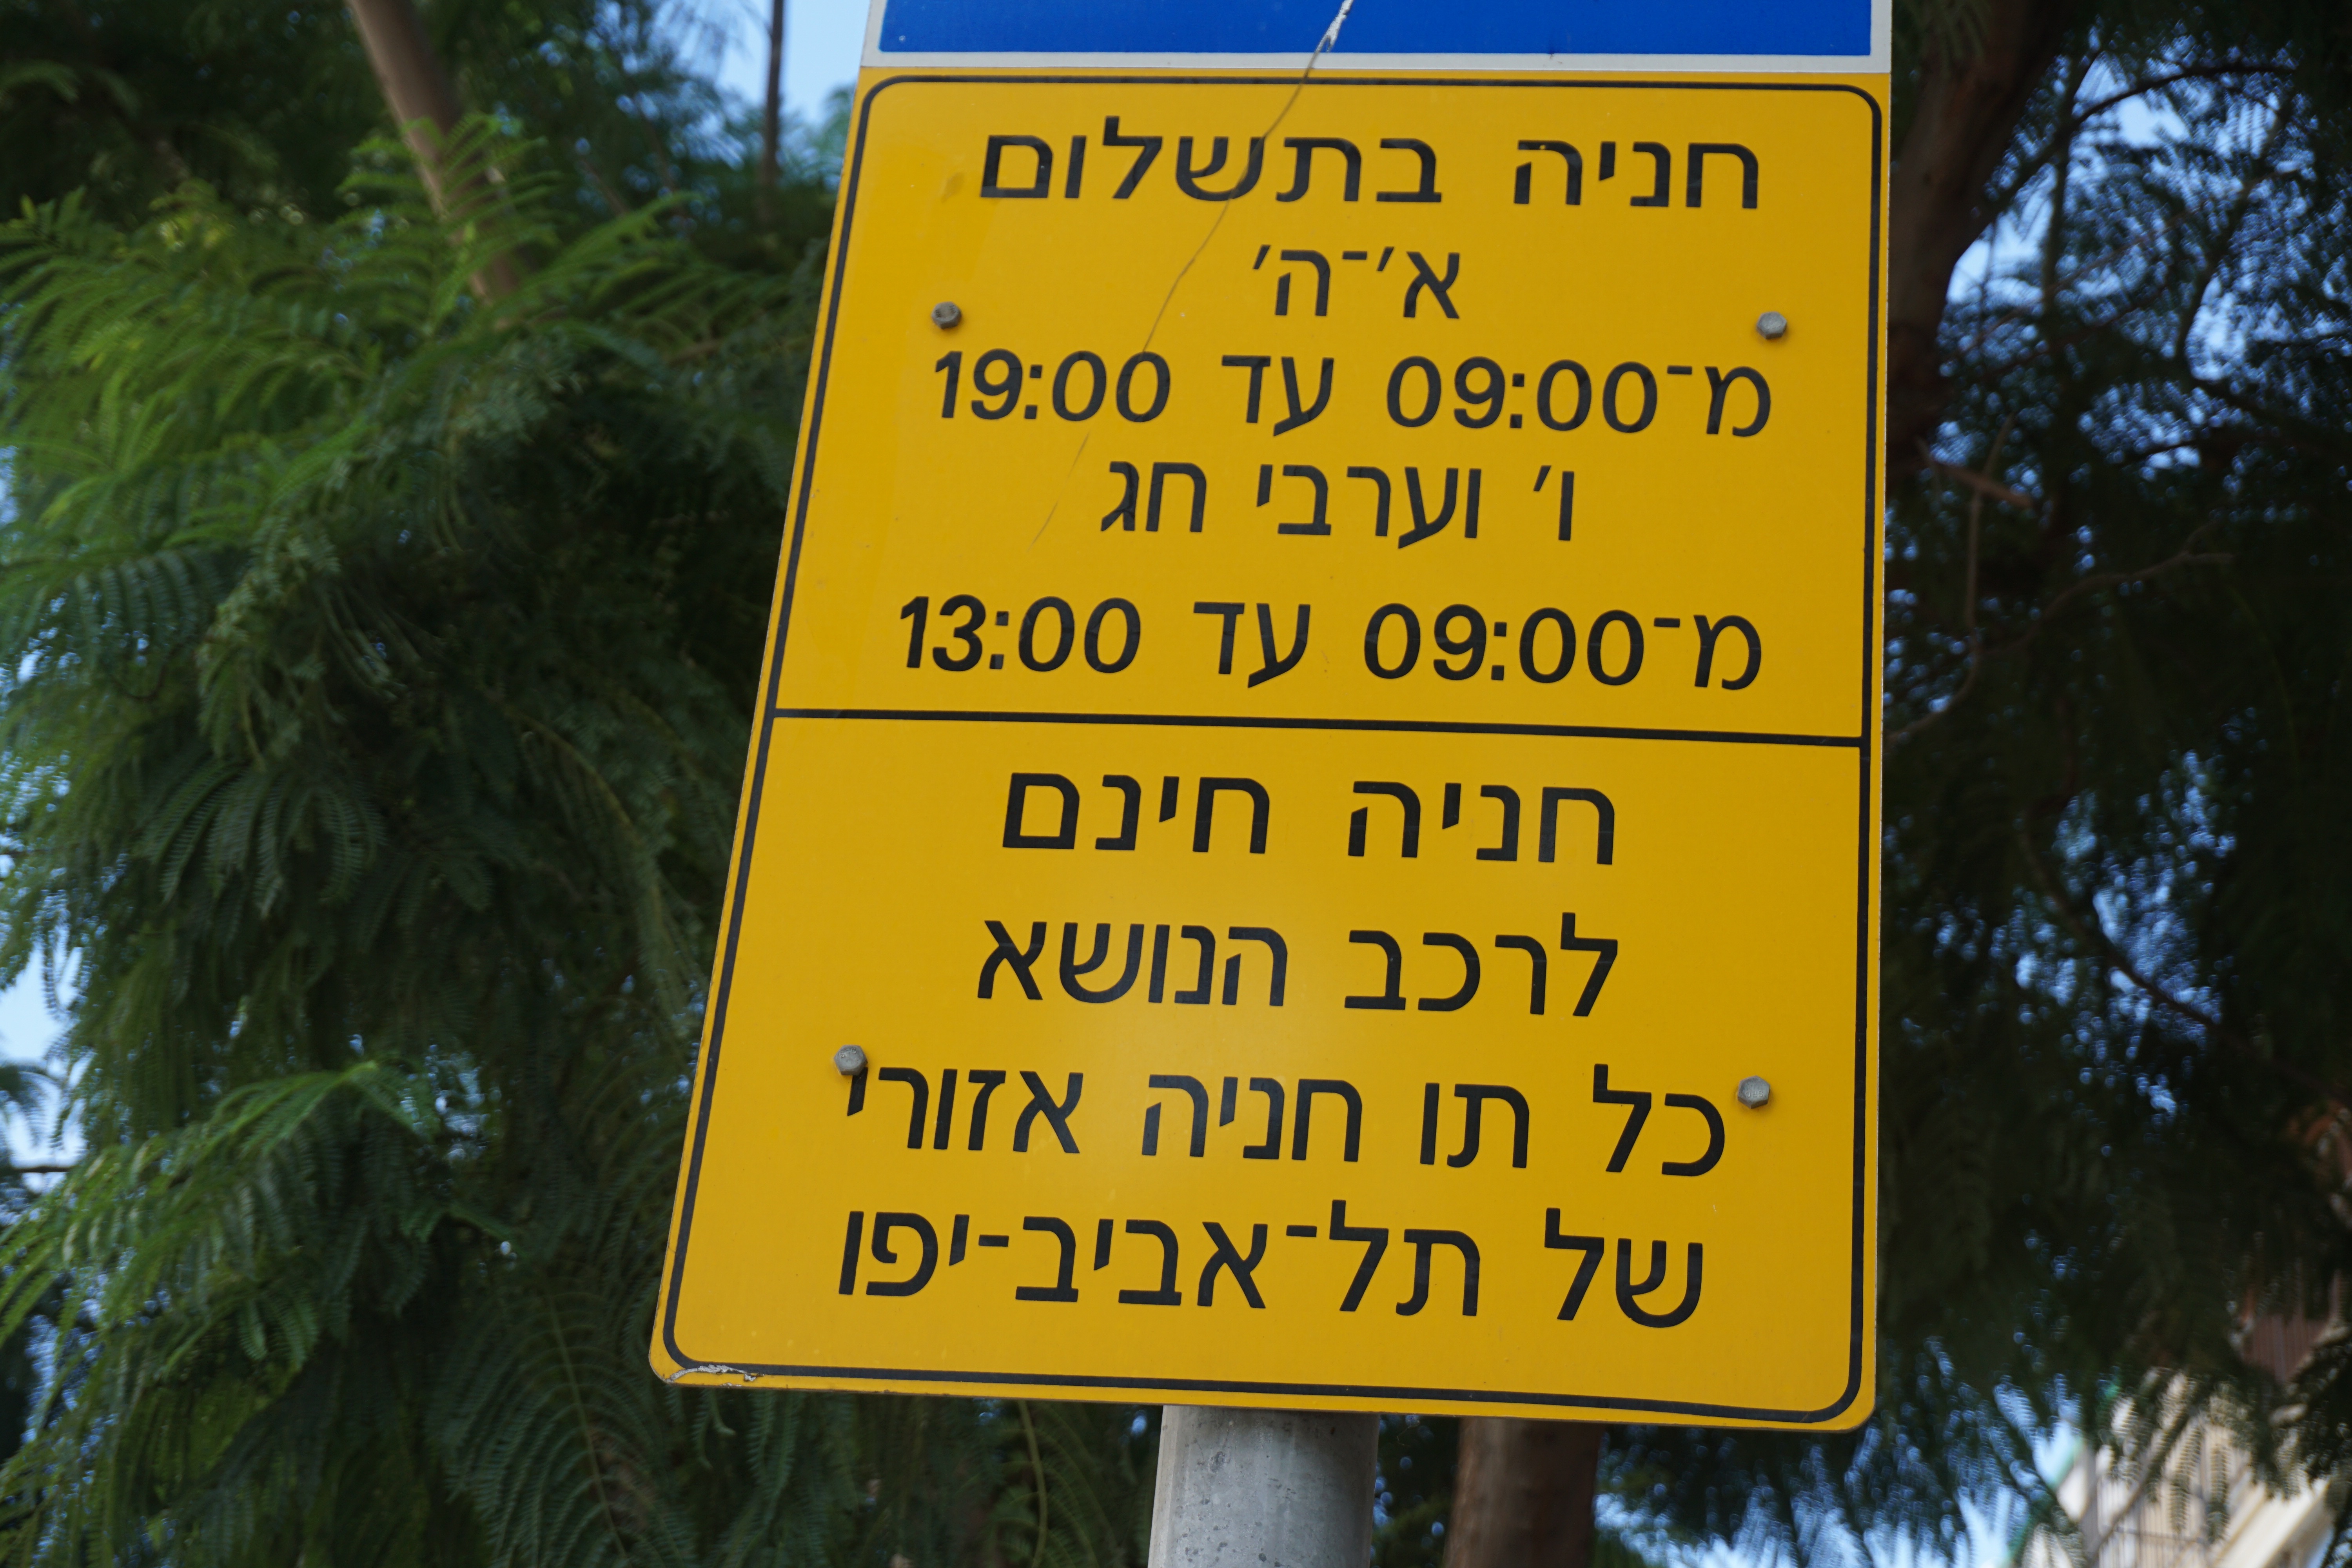 חניה בתשלום
א׳-ה׳
מ-09:00 עד 19:00
ו׳ וערבי חג
מ-09:00 עד 13:00
חניה חינם
לרכב הנושא
כל תו חניה אזורי
של תל-אביב-יפו